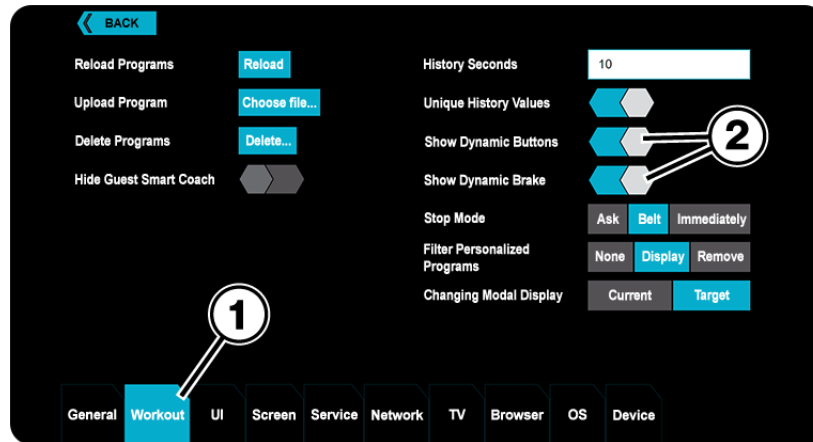 BACK
Reload Programs
Reload
Upload Program
Choose file...
Delete Programs
Delete...
Hide Guest Smart Coach
History Seconds
10
Unique History Values
Show Dynamic Buttons
Show Dynamic Brake
2
Stop Mode
Ask Belt Immediately
Filter Personalized
Programs
None Display Remove
Changing Modal Display
Current Target
1
General Workout UI Screen Service Network TV Browser OS Device